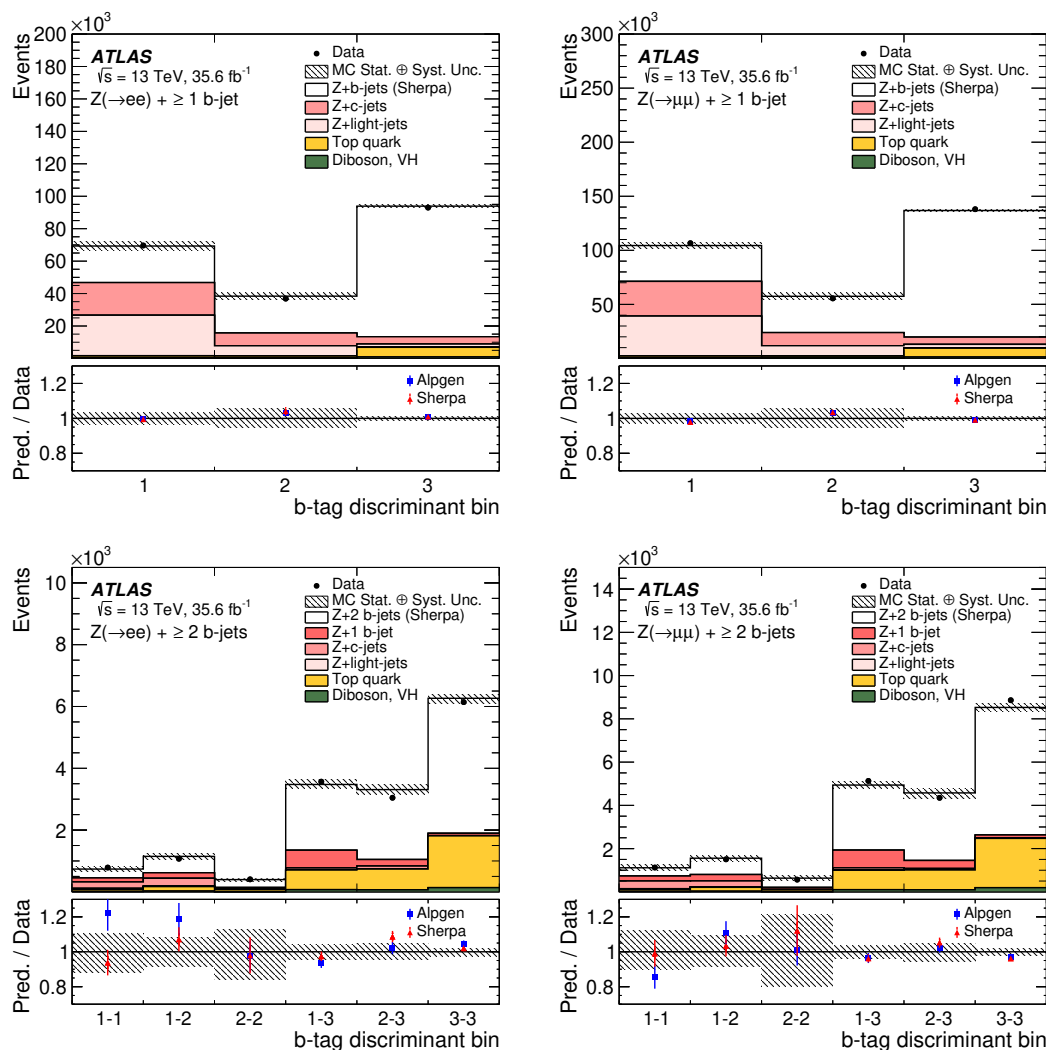 ×10³
Events
200
180
160
140
120
100
80
60
40
20
ATLAS
√s = 13 TeV, 35.6 fb⁻¹
Z(→ee) + ≥ 1 b-jet
Data
MC Stat. ⊕ Syst. Unc.
Z+b-jets (Sherpa)
Z+c-jets
Z+light-jets
Top quark
Diboson, VH
Pred. / Data
1.2
1
0.8
Alpgen
Sherpa
1 2 3
b-tag discriminant bin
×10³
Events
300
250
200
150
100
50
ATLAS
√s = 13 TeV, 35.6 fb⁻¹
Z(→μμ) + ≥ 1 b-jet
Data
MC Stat. ⊕ Syst. Unc.
Z+b-jets (Sherpa)
Z+c-jets
Z+light-jets
Top quark
Diboson, VH
Pred. / Data
1.2
1
0.8
Alpgen
Sherpa
1 2 3
b-tag discriminant bin
×10³
Events
10
8
6
4
2
ATLAS
√s = 13 TeV, 35.6 fb⁻¹
Z(→ee) + ≥ 2 b-jets
Data
MC Stat. ⊕ Syst. Unc.
Z+2 b-jets (Sherpa)
Z+1 b-jet
Z+c-jets
Z+light-jets
Top quark
Diboson, VH
Pred. / Data
1.2
1
0.8
Alpgen
Sherpa
1-1 1-2 2-2 1-3 2-3 3-3
b-tag discriminant bin
×10³
Events
14
12
10
8
6
4
2
ATLAS
√s = 13 TeV, 35.6 fb⁻¹
Z(→μμ) + ≥ 2 b-jets
Data
MC Stat. ⊕ Syst. Unc.
Z+2 b-jets (Sherpa)
Z+1 b-jet
Z+c-jets
Z+light-jets
Top quark
Diboson, VH
Pred. / Data
1.2
1
0.8
Alpgen
Sherpa
1-1 1-2 2-2 1-3 2-3 3-3
b-tag discriminant bin